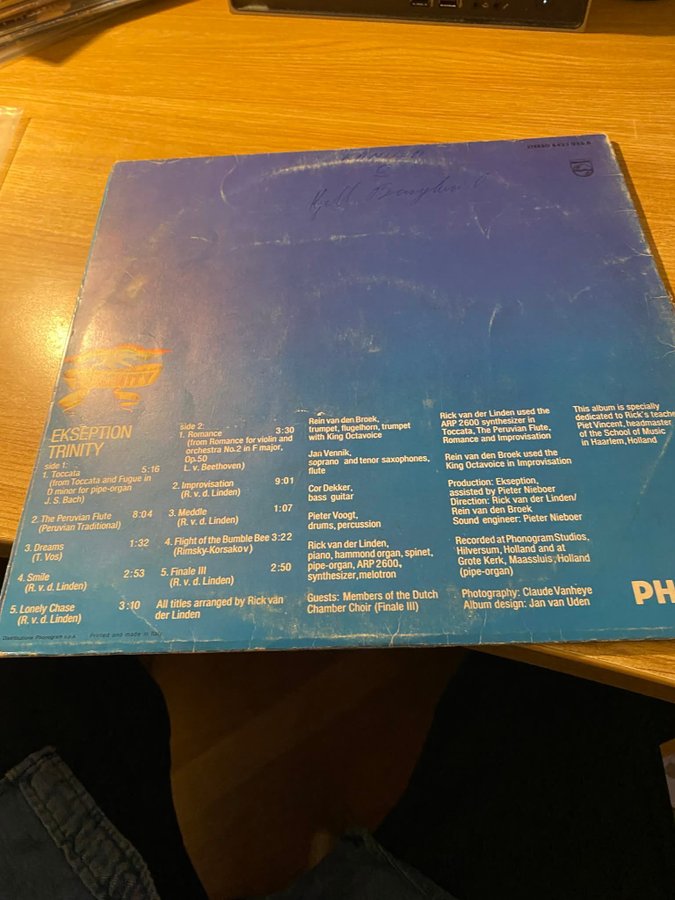 STEREO
EKSEPTION
TRINITY
side 1:
1. Toccata 5:16
(from Toccata and Fugue in
D minor for pipe-organ
J. S. Bach)
2. The Peruvian Flute 8:04
(Peruvian Traditional)
3. Dreams 1:32
(T. Vos)
4. Smile 2:53
(R. v. d. Linden)
5. Lonely Chase 3:10
(R. v. d. Linden)
side 2:
1. Romance 3:30
(from Romance for violin and
orchestra No.2 in F major,
Op.50
L. v. Beethoven)
2. Improvisation 9:01
(R. v. d. Linden)
3. Meddle 1:07
(R. v. d. Linden)
4. Flight of the Bumble Bee 3:22
(Rimsky-Korsakov)
5. Finale III 2:50
(R. v. d. Linden)
All titles arranged by Rick van
der Linden
Rein van den Broek,
trumpet, flugelhorn, trumpet
with King Octavoice
Jan Vennik,
soprano and tenor saxophones,
flute
Cor Dekker,
bass guitar
Pieter Voogt,
drums, percussion
Rick van der Linden,
piano, hammond organ, spinet,
pipe-organ, ARP 2600,
synthesizer, melotron
Guests: Members of the Dutch
Chamber Choir (Finale III)
Rick van der Linden used the
ARP 2600 synthesizer in
Toccata, The Peruvian Flute,
Romance and Improvisation
Rein van den Broek used the
King Octavoice in Improvisation
Production: Ekseption,
assisted by Pieter Nieboer
Direction: Rick van der Linden/
Rein van den Broek
Sound engineer: Pieter Nieboer
Recorded at Phonogram Studios,
Hilversum, Holland and at
Grote Kerk, Maassluis, Holland
(pipe-organ)
Photography: Claude Vanheye
Album design: Jan van Uden
This album is specially
dedicated to Rick's teache
Piet Vincent, headmaster
of the School of Music
in Haarlem, Holland
PH
Distribuzione Phonogram s.p.a. Printed and made in Italy